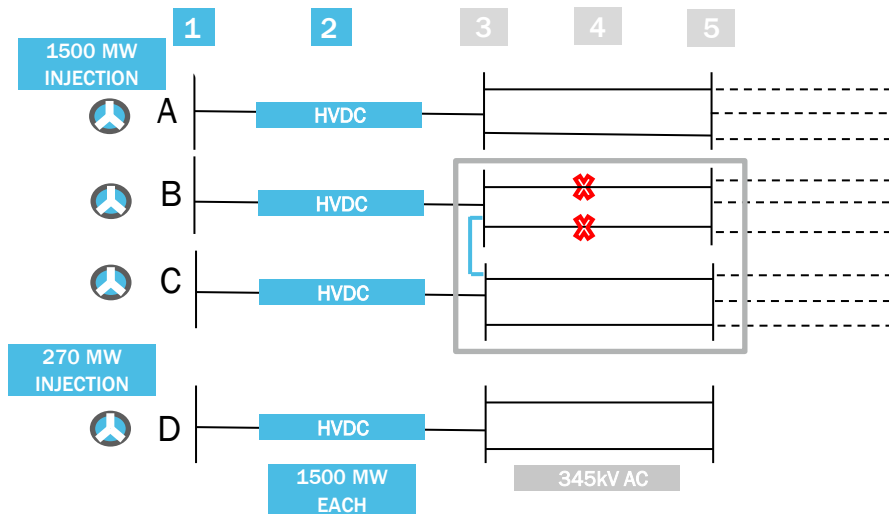 1 2 3 4 5
1500 MW
INJECTION
A HVDC
B HVDC
C HVDC
270 MW
INJECTION
D HVDC
1500 MW
EACH
345kV AC